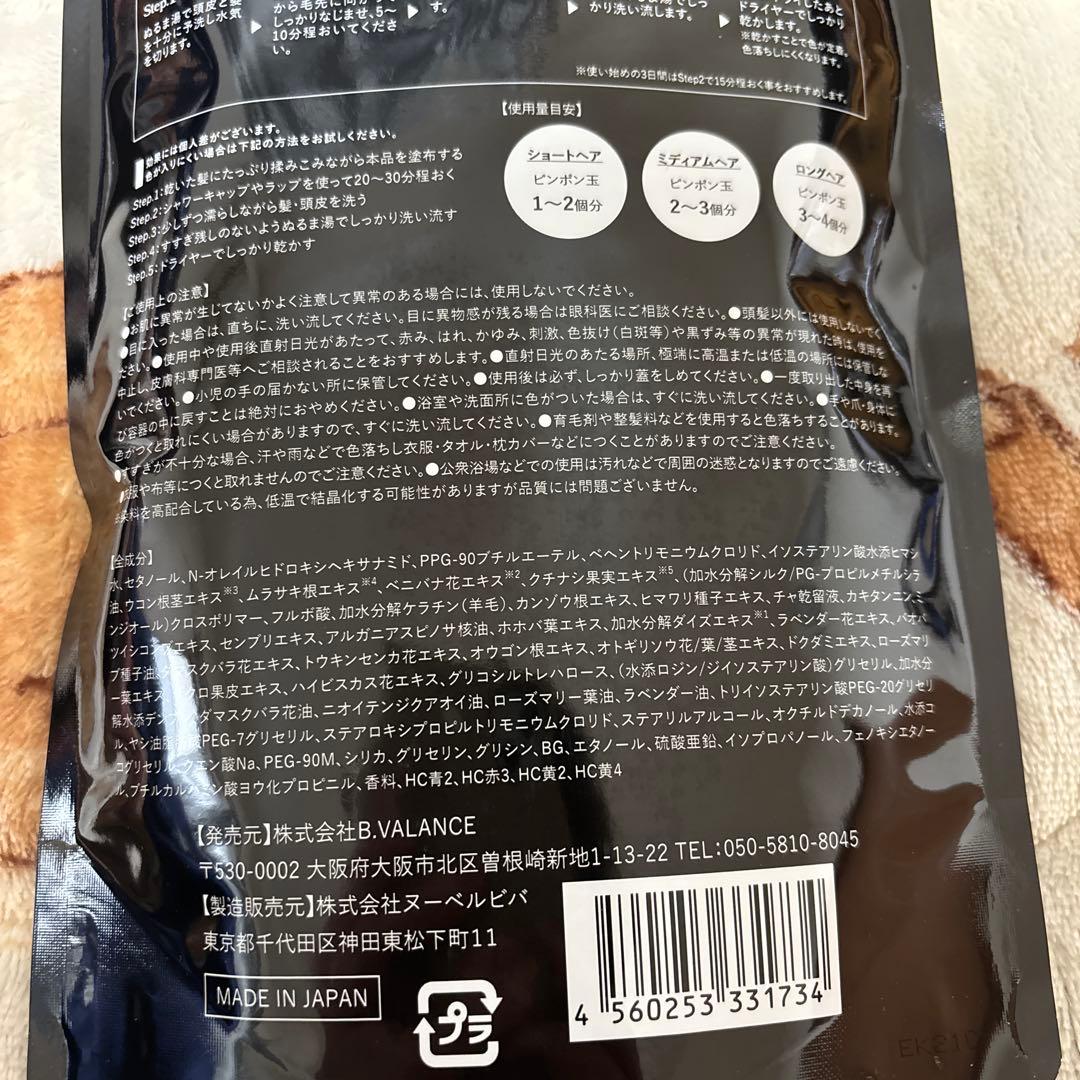 Step.1
ぬるま湯で頭皮と髪
を十分に予洗し水気
を切ります。
から毛先に向か
しっかりなじませ、5~
10分程おいてくださ
い。
かり洗い流します。
ドライヤーでしっかり
乾かします。
※乾かすことで色が定着。
色落ちしにくくなります。
※使い始めの3日間はStep2で15分程おく事をおすすめします。
効果には個人差がございます。
色が入りにくい場合は下記の方法をお試しください。
Step.1:乾いた髪にたっぷり揉みこみながら本品を塗布する
Step.2:シャワーキャップやラップを使って20～30分程おく
Step.3:少しずつ濡らしながら髪・頭皮を洗う
Step.4:すすぎ残しのないようぬるま湯でしっかり洗い流す
Step.5:ドライヤーでしっかり乾かす
【使用量目安】
ショートヘア
ピンポン玉
1～2個分
ミディアムヘア
ピンポン玉
2～3個分
ロングヘア
ピンポン玉
3～4個分
【ご使用上の注意】
●お肌に異常が生じてないかよく注意して異常のある場合には、使用しないでください。
●目に入った場合は、直ちに、洗い流してください。目に異物感が残る場合は眼科医にご相談ください。●頭髪以外には使用しないでく
ださい。●使用中や使用後直射日光があたって、赤み、はれ、かゆみ、刺激、色抜け(白斑等)や黒ずみ等の異常が現れた時は、使用を
中止し、皮膚科専門医等へご相談されることをおすすめします。●直射日光のあたる場所、極端に高温または低温の場所には保管しな
いでください。●小児の手の届かない所に保管してください。●使用後は必ず、しっかり蓋をしめてください。●一度取り出した中身を再
び容器の中に戻すことは絶対におやめください。●浴室や洗面所に色がついた場合は、すぐに洗い流してください。●手や爪・身体に
色がつくと取れにくい場合がありますので、すぐに洗い流してください。●育毛剤や整髪料などを使用すると色落ちすることがあります。
●すすぎが不十分な場合、汗や雨などで色落ちし衣服・タオル・枕カバーなどにつくことがありますのでご注意ください。
衣服や布等につくと取れませんのでご注意ください。●公衆浴場などでの使用は汚れなどで周囲の迷惑となりますのでご遠慮ください。
※染料を高配合している為、低温で結晶化する可能性がありますが品質には問題ございません。
【全成分】
水、セタノール、N-オレイルヒドロキシヘキサナミド、PPG-90ブチルエーテル、ベヘントリモニウムクロリド、イソステアリン酸水添ヒマシ
油、ウコン根茎エキス※3、ムラサキ根エキス※4、ベニバナ花エキス※2、クチナシ果実エキス※5、(加水分解シルク/PG-プロピルメチルシラ
ンジオール)クロスポリマー、フルボ酸、加水分解ケラチン(羊毛)、カンゾウ根エキス、ヒマワリ種子エキス、チャ乾留液、カキタンニン、ミ
ツイシコンブエキス、センブリエキス、アルガニアスピノサ核油、ホホバ葉エキス、加水分解ダイズエキス※1、ラベンダー花エキス、バオバ
ブ種子油、ダマスクバラ花エキス、トウキンセンカ花エキス、オウゴン根エキス、オトギリソウ花/葉/茎エキス、ドクダミエキス、ローズマリ
ー葉エキス、ザクロ果皮エキス、ハイビスカス花エキス、グリコシルトレハロース、(水添ロジン/ジイソステアリン酸)グリセリル、加水分
解水添デンプン、ダマスクバラ花油、ニオイテンジクアオイ油、ローズマリー葉油、ラベンダー油、トリイソステアリン酸PEG-20グリセリ
ル、ヤシ油脂肪酸PEG-7グリセリル、ステアロキシプロピルトリモニウムクロリド、ステアリルアルコール、オクチルドデカノール、水添コ
コグリセリル、クエン酸Na、PEG-90M、シリカ、グリセリン、グリシン、BG、エタノール、硫酸亜鉛、イソプロパノール、フェノキシエタノー
ル、ブチルカルバミン酸ヨウ化プロピニル、香料、HC青2、HC赤3、HC黄2、HC黄4
【発売元】株式会社B.VALANCE
〒530-0002 大阪府大阪市北区曽根崎新地1-13-22 TEL:050-5810-8045
【製造販売元】株式会社ヌーベルビバ
東京都千代田区神田東松下町11
MADE IN JAPAN
プラ
4 560253 331734